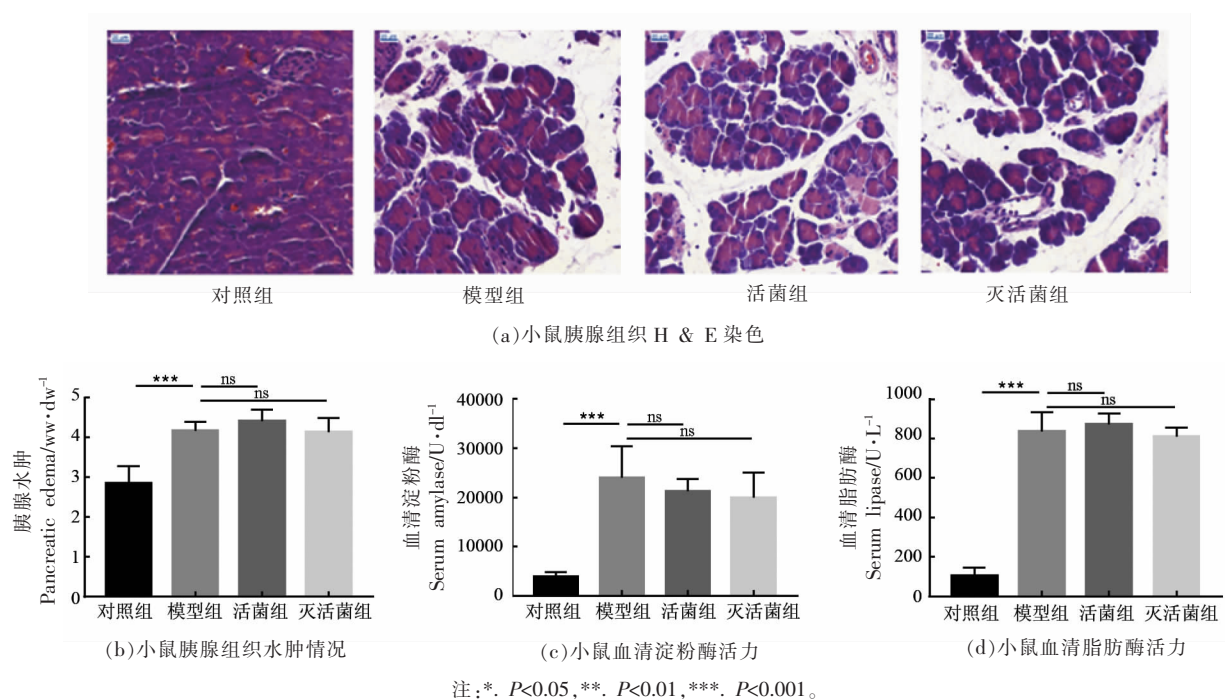 对照组 模型组 活菌组 灭活菌组
(a)小鼠胰腺组织 H & E 染色
胰腺水肿
Pancreatic edema/ww·dw⁻¹
5
4
3
2
1
0
***
ns
ns
对照组 模型组 活菌组 灭活菌组
(b)小鼠胰腺组织水肿情况
血清淀粉酶
Serum amylase/U·dl⁻¹
40000
30000
20000
10000
0
***
ns
ns
对照组 模型组 活菌组 灭活菌组
(c)小鼠血清淀粉酶活力
血清脂肪酶
Serum lipase/U·L⁻¹
1000
800
600
400
200
0
***
ns
ns
对照组 模型组 活菌组 灭活菌组
(d)小鼠血清脂肪酶活力
注:*. P<0.05,**. P<0.01,***. P<0.001。